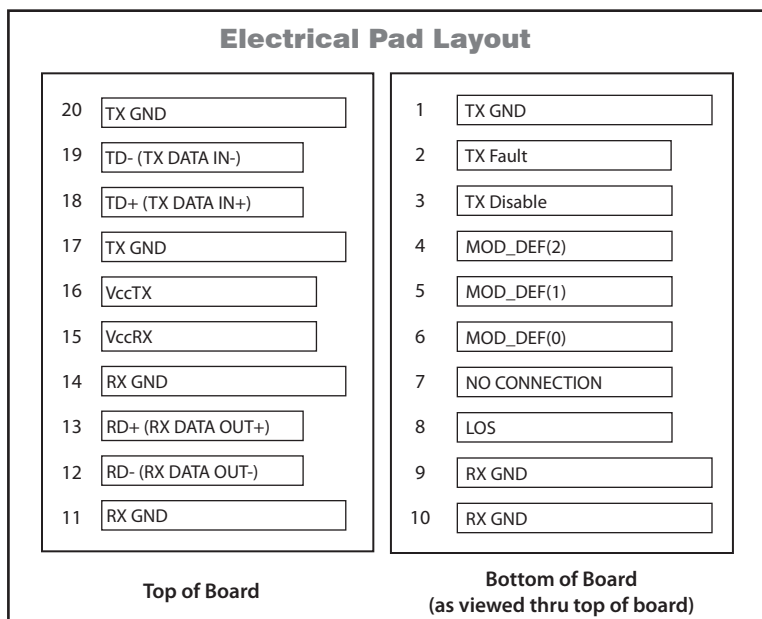 Electrical Pad Layout
20 TX GND
19 TD- (TX DATA IN-)
18 TD+ (TX DATA IN+)
17 TX GND
16 VccTX
15 VccRX
14 RX GND
13 RD+ (RX DATA OUT+)
12 RD- (RX DATA OUT-)
11 RX GND
Top of Board
1 TX GND
2 TX Fault
3 TX Disable
4 MOD_DEF(2)
5 MOD_DEF(1)
6 MOD_DEF(0)
7 NO CONNECTION
8 LOS
9 RX GND
10 RX GND
Bottom of Board
(as viewed thru top of board)